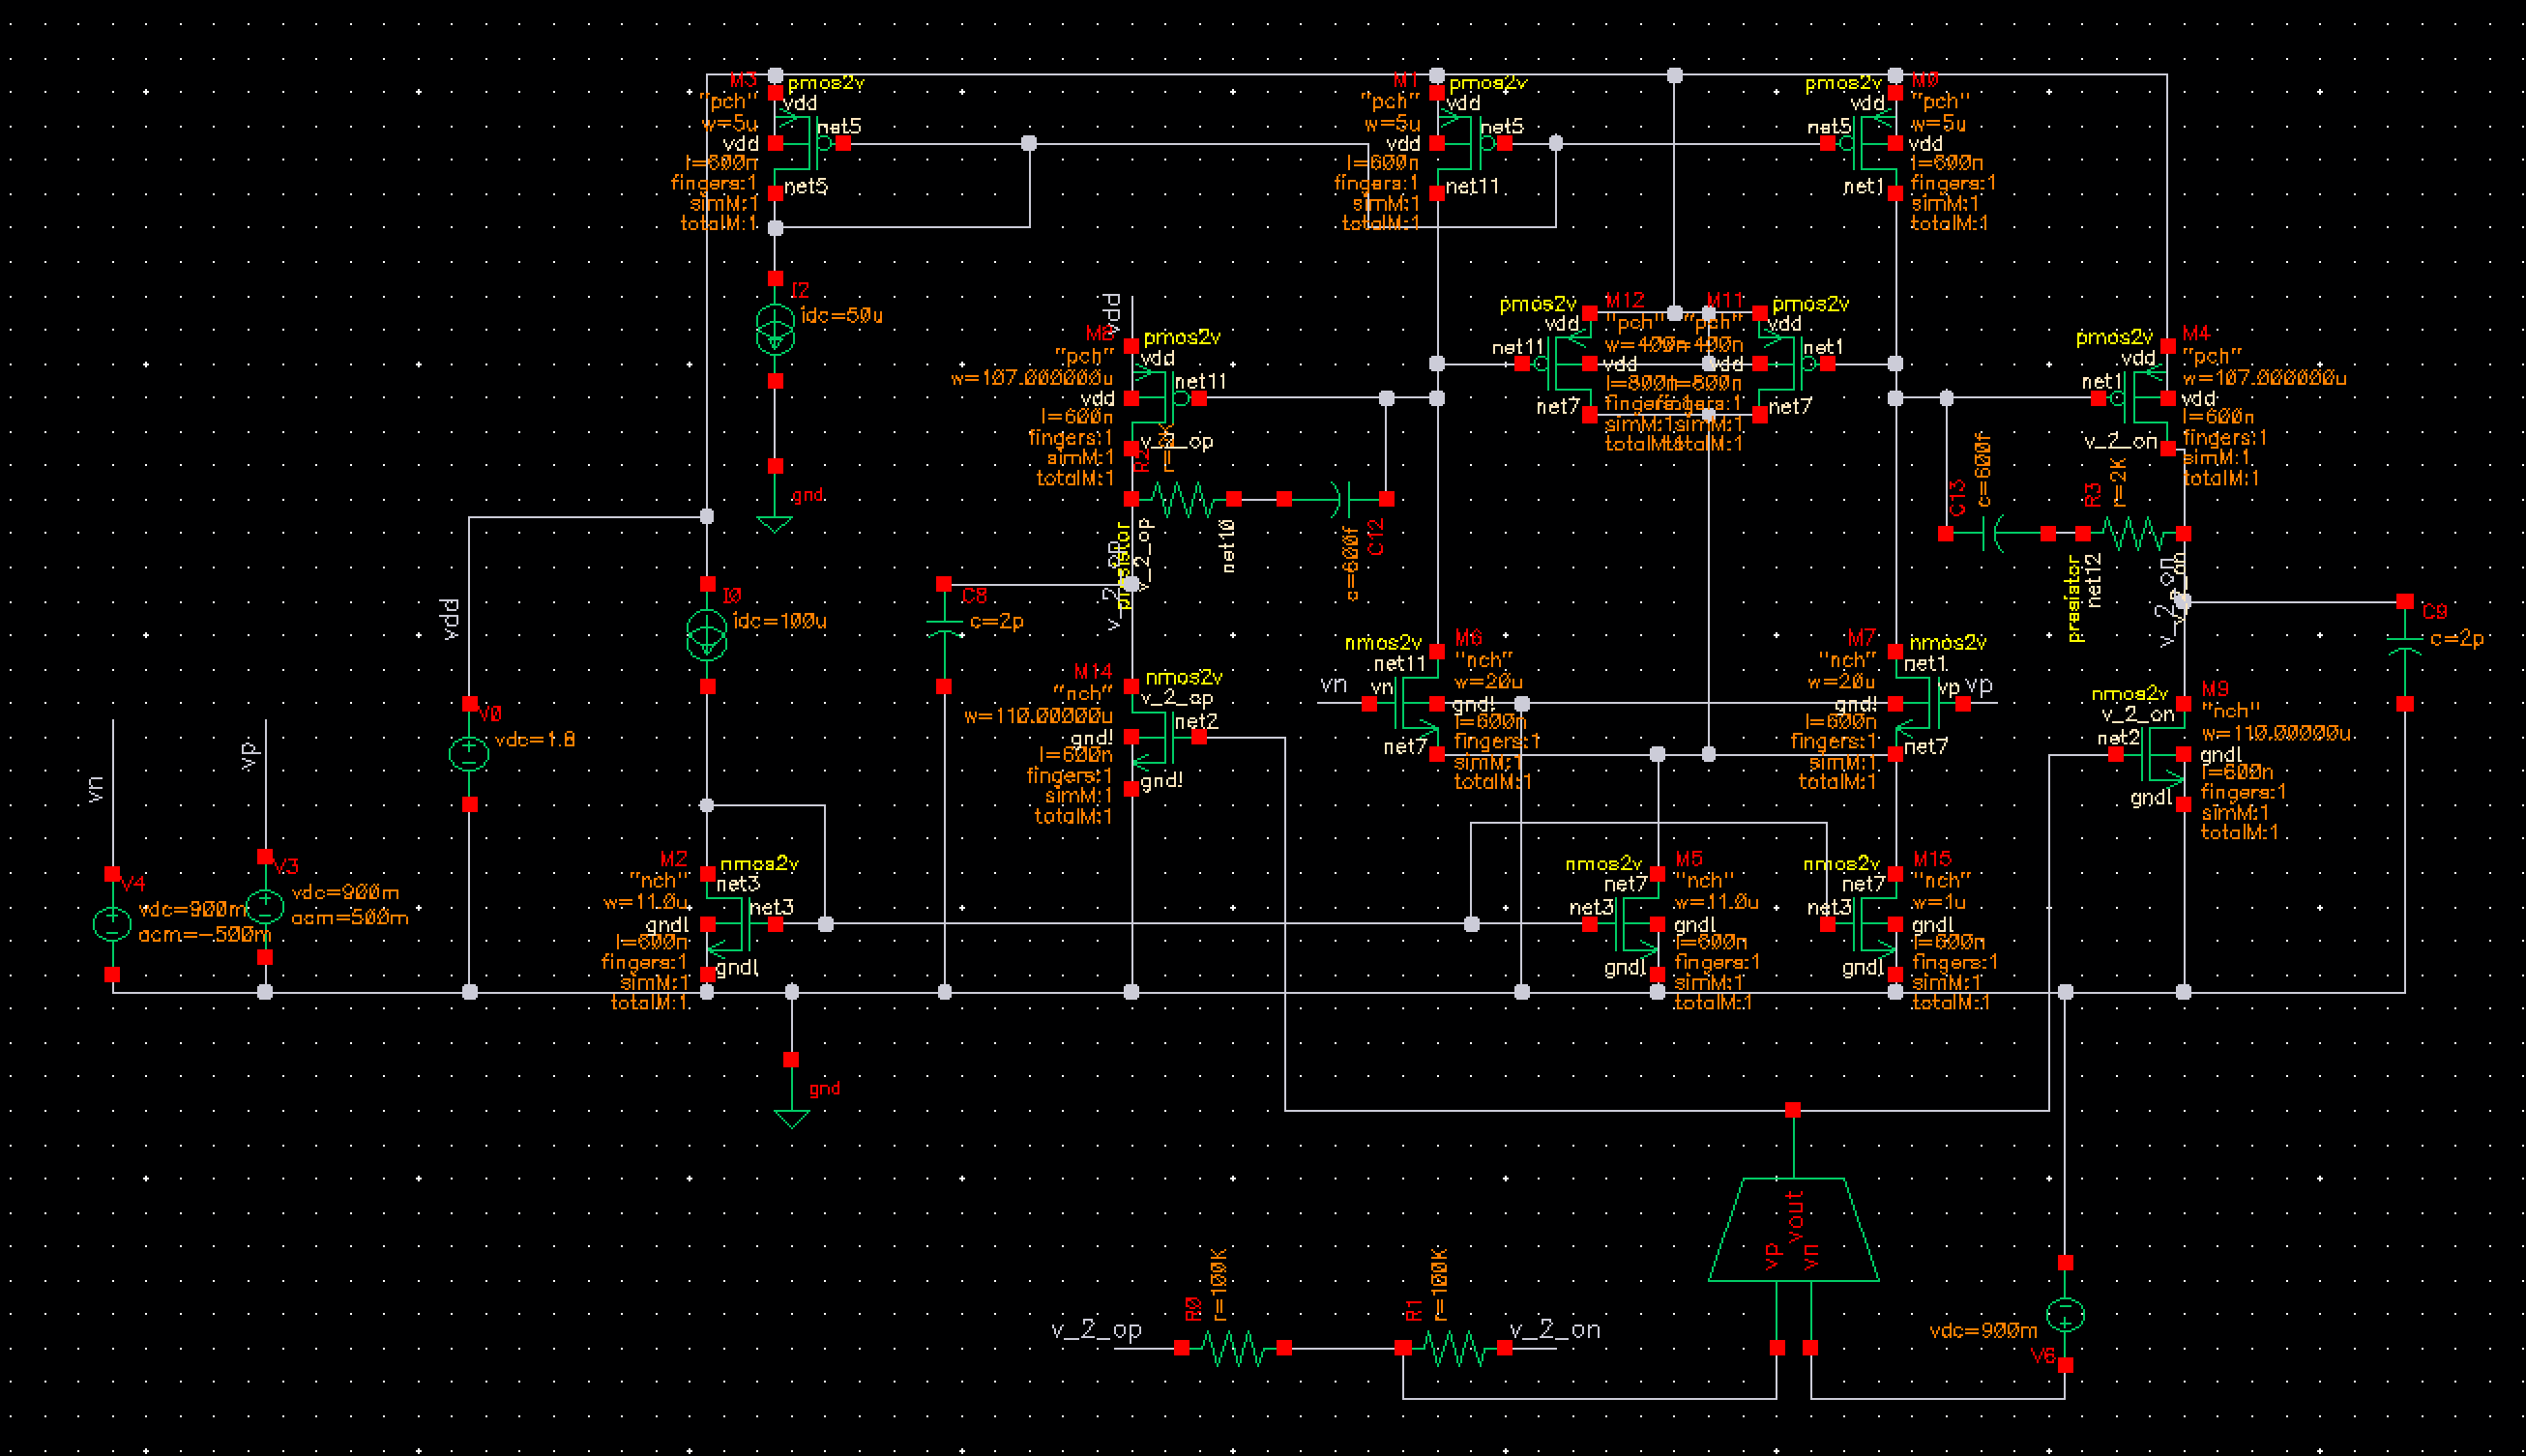 M3
pmos2v
"pch"
vdd
w=5u
net5
vdd
l=600n
fingers:1
net5
simM:1
totalM:1
M1
pmos2v
"pch"
vdd
w=5u
net5
vdd
l=600n
fingers:1
net11
simM:1
totalM:1
pmos2v
M0
vdd
"pch"
net5
w=5u
vdd
l=600n
net1
fingers:1
simM:1
totalM:1
I2
idc=50u
gnd
vdd
M8
pmos2v
"pch"
vdd
w=107.000000u
net11
vdd
l=600n
fingers:1
v_2_op
simM:1
totalM:1
R2
net10
C12
c=600f
presistor
v_2_op
v_2_op
pmos2v
M12
vdd
"pch"
net11
vdd
net7
M11
pmos2v
"pch"
vdd
w=400n
net1
vdd
l=600n
fingers:1
net7
simM:1
totalM:1
pmos2v
M4
vdd
"pch"
net1
w=107.000000u
vdd
l=600n
v_2_on
fingers:1
simM:1
totalM:1
C13
c=600f
R3
r=2K
presistor
net12
v_2_on
C9
c=2p
vdd
I0
idc=100u
C8
c=2p
V0
vdc=1.8
vn
vp
V4
vdc=900m
acm=-500m
V3
vdc=900m
acm=500m
M14
nmos2v
"nch"
v_2_op
w=110.00000u
net2
gnd!
l=600n
fingers:1
gnd!
simM:1
totalM:1
nmos2v
M6
net11
"nch"
vn
vn
w=20u
gnd!
l=600n
net7
fingers:1
simM:1
totalM:1
M7
nmos2v
"nch"
net1
w=20u
vp
vp
gnd!
l=600n
fingers:1
net7
simM:1
totalM:1
nmos2v
M9
v_2_on
"nch"
net2
w=110.00000u
gnd!
l=600n
gnd!
fingers:1
simM:1
totalM:1
M2
nmos2v
"nch"
net3
w=11.0u
net3
gnd!
l=600n
fingers:1
gnd!
simM:1
totalM:1
nmos2v
M5
net7
"nch"
net3
w=11.0u
gnd!
l=600n
gnd!
fingers:1
simM:1
totalM:1
nmos2v
M15
net7
"nch"
net3
w=1u
gnd!
l=600n
gnd!
fingers:1
simM:1
totalM:1
gnd
vout
vp
vn
v_2_op
R0
r=100K
R1
r=100K
v_2_on
vdc=900m
V6